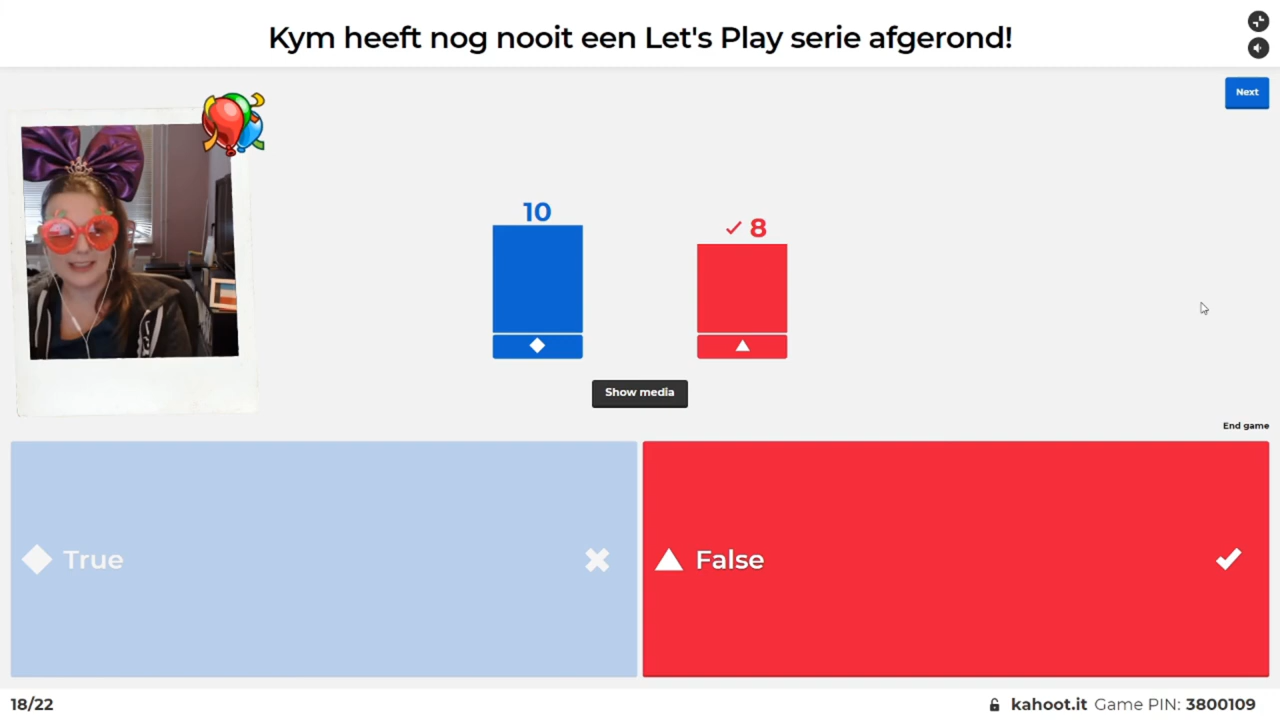 Kym heeft nog nooit een Let's Play serie afgerond!
Next
10
8
Show media
End game
True
False
18/22
kahoot.it Game PIN: 3800109